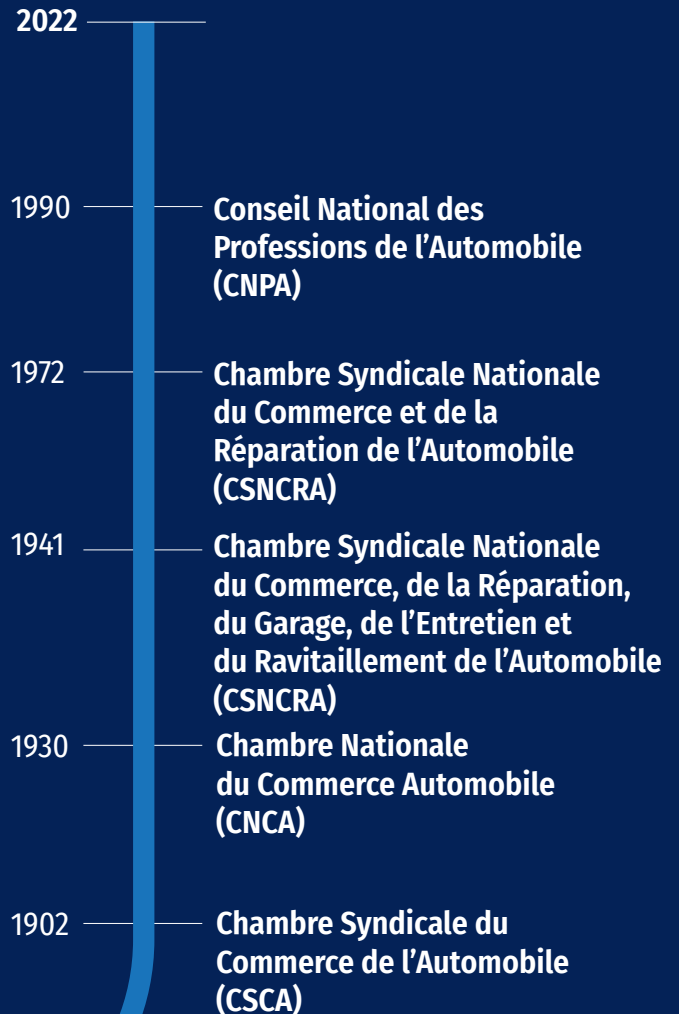 2022
1990
Conseil National des
Professions de l’Automobile
(CNPA)
1972
Chambre Syndicale Nationale
du Commerce et de la
Réparation de l’Automobile
(CSNCRA)
1941
Chambre Syndicale Nationale
du Commerce, de la Réparation,
du Garage, de l’Entretien et
du Ravitaillement de l’Automobile
(CSNCRA)
1930
Chambre Nationale
du Commerce Automobile
(CNCA)
1902
Chambre Syndicale du
Commerce de l’Automobile
(CSCA)